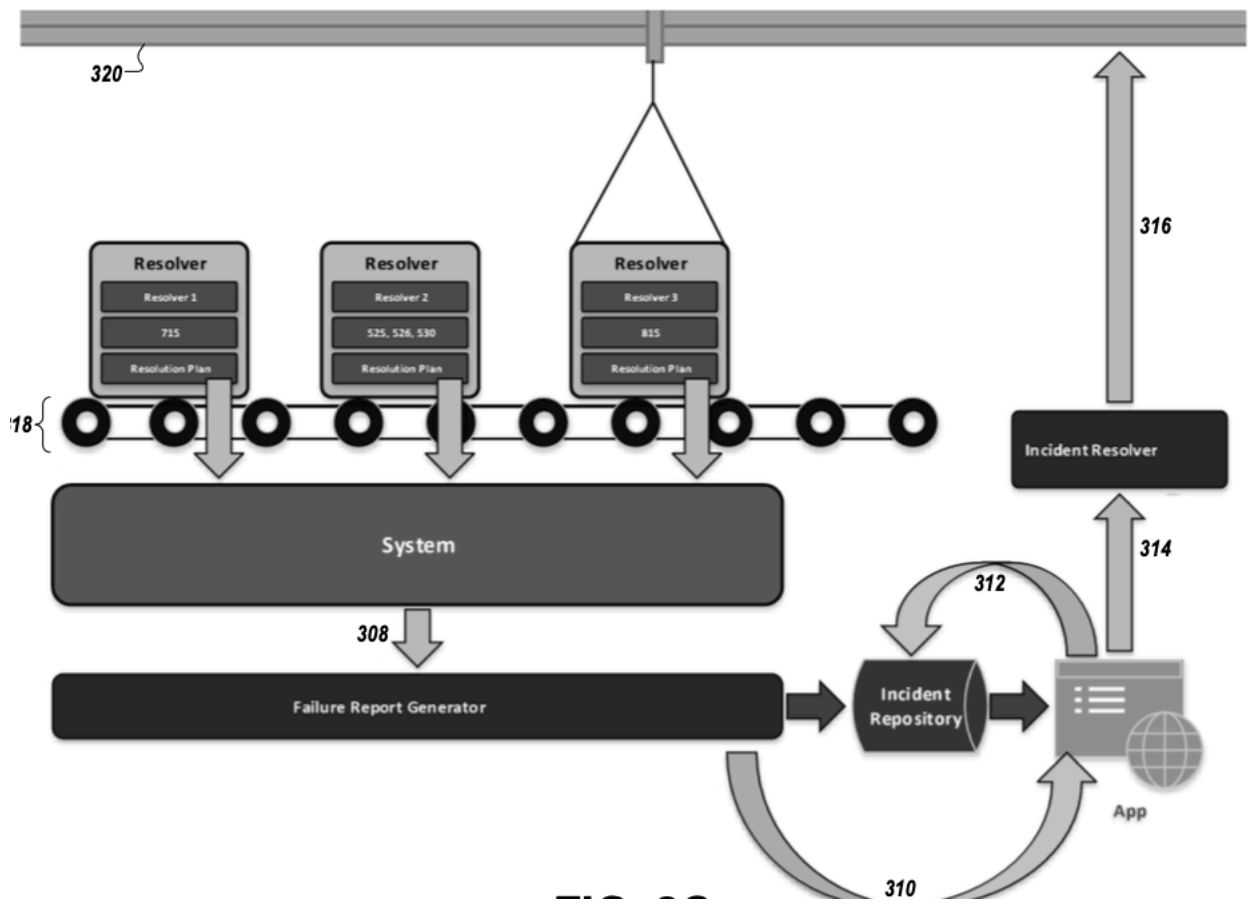 320
316
Resolver
Resolver 1
715
Resolution Plan
Resolver
Resolver 2
525, 526, 530
Resolution Plan
Resolver
Resolver 3
815
Resolution Plan
Incident Resolver
System
314
312
308
Failure Report Generator
Incident
Repository
App
310